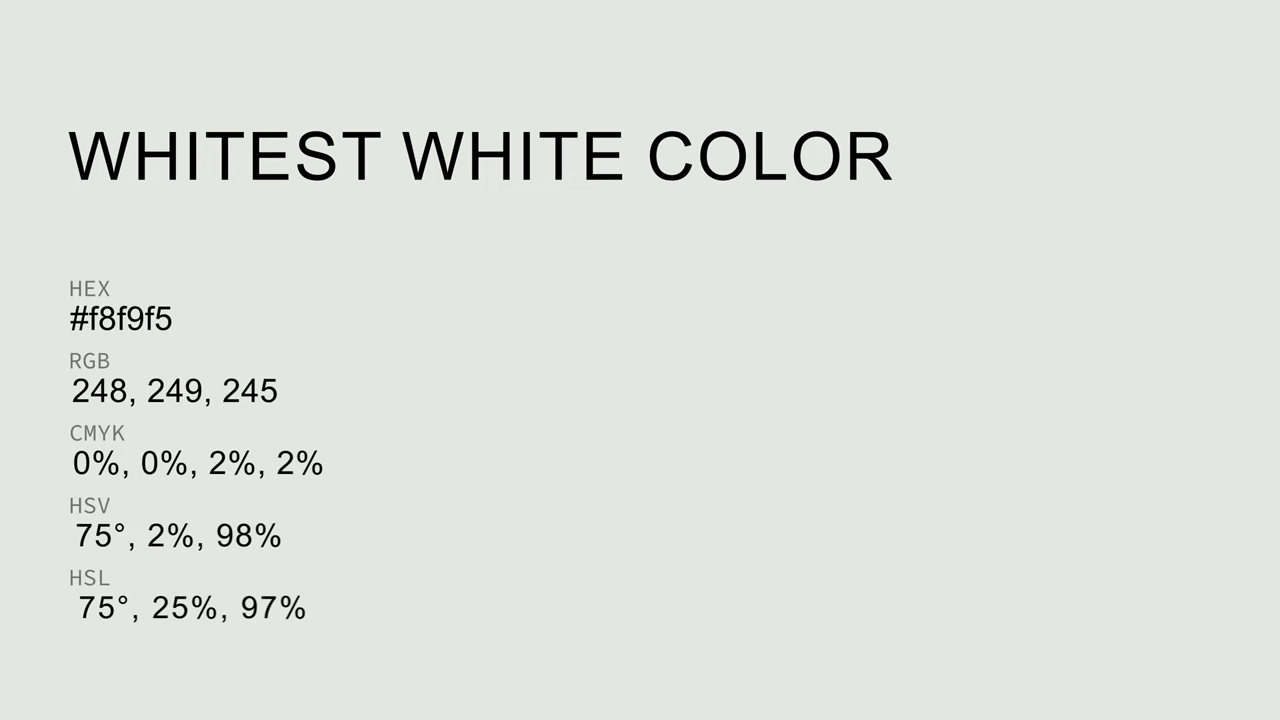 WHITEST WHITE COLOR
HEX
#f8f9f5
RGB
248, 249, 245
CMYK
0%, 0%, 2%, 2%
HSV
75°, 2%, 98%
HSL
75°, 25%, 97%